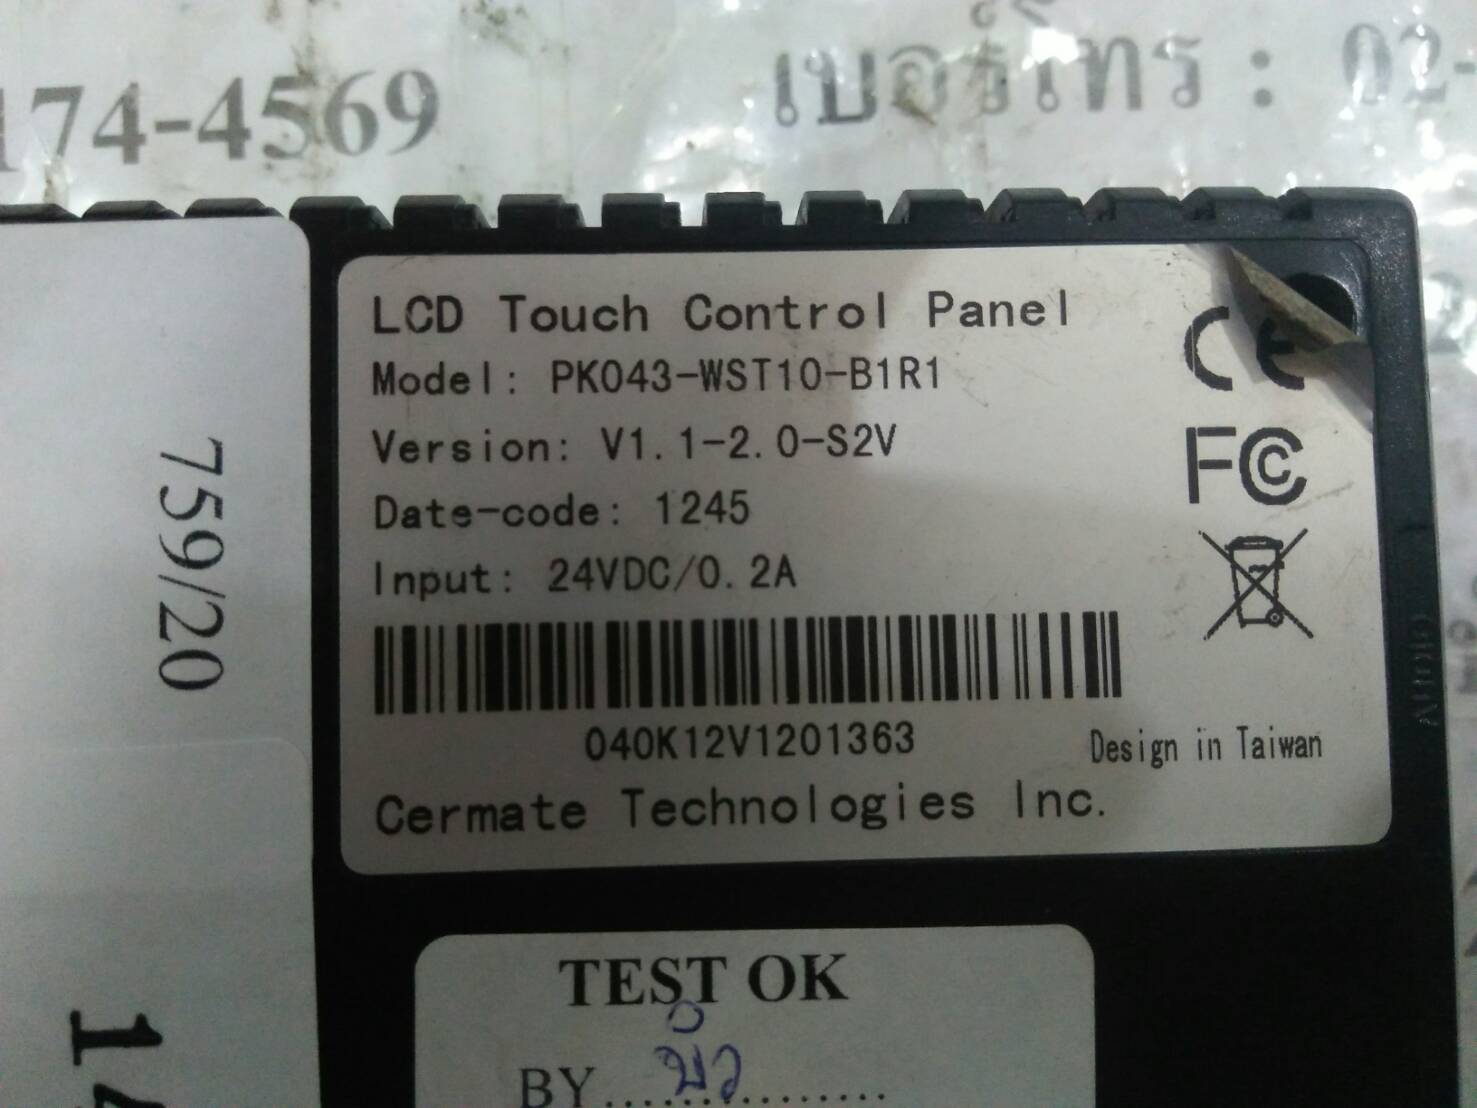 174-4569
เบอร์โทร : 02-
LCD Touch Control Panel
Model: PK043-WST10-B1R1
Version: V1.1-2.0-S2V
Date-code: 1245
Input: 24VDC/0.2A
CE
FC
040K12V1201363
Design in Taiwan
Cermate Technologies Inc.
759/20
TEST OK
BY